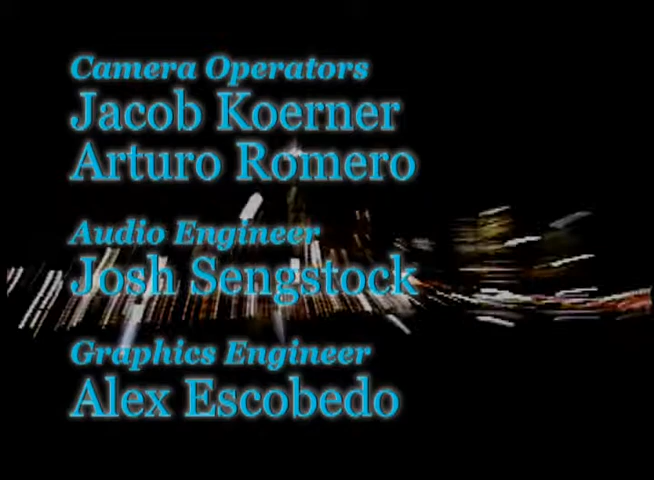 Camera Operators
Jacob Koerner
Arturo Romero
Audio Engineer
Josh Sengstock
Graphics Engineer
Alex Escobedo